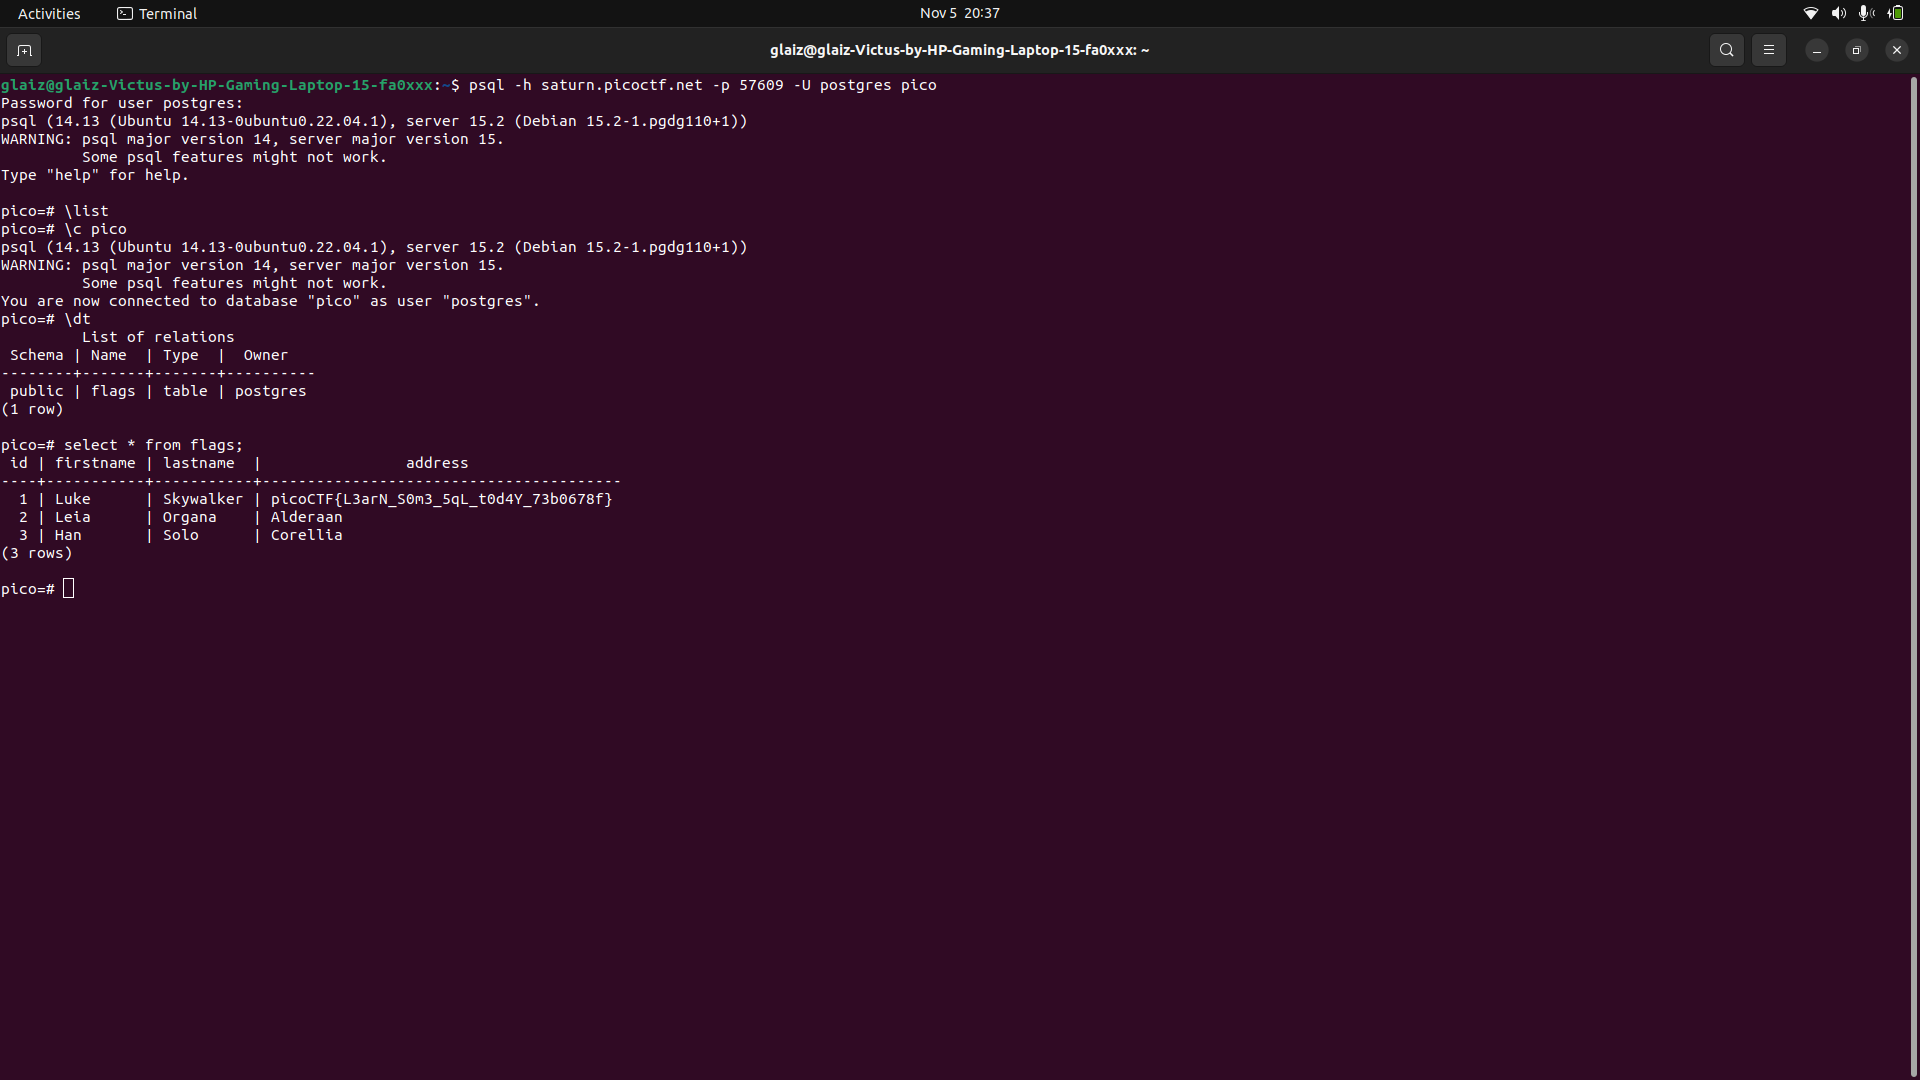 Activities Terminal Nov 5 20:37
glaiz@glaiz-Victus-by-HP-Gaming-Laptop-15-fa0xxx: ~
glaiz@glaiz-Victus-by-HP-Gaming-Laptop-15-fa0xxx:~$ psql -h saturn.picoctf.net -p 57609 -U postgres pico
Password for user postgres:
psql (14.13 (Ubuntu 14.13-0ubuntu0.22.04.1), server 15.2 (Debian 15.2-1.pgdg110+1))
WARNING: psql major version 14, server major version 15.
         Some psql features might not work.
Type "help" for help.

pico=# \list
pico=# \c pico
psql (14.13 (Ubuntu 14.13-0ubuntu0.22.04.1), server 15.2 (Debian 15.2-1.pgdg110+1))
WARNING: psql major version 14, server major version 15.
         Some psql features might not work.
You are now connected to database "pico" as user "postgres".
pico=# \dt
         List of relations
 Schema | Name  | Type  |  Owner
--------+-------+-------+----------
 public | flags | table | postgres
(1 row)

pico=# select * from flags;
 id | firstname | lastname  |                address
----+-----------+-----------+----------------------------------------
  1 | Luke      | Skywalker | picoCTF{L3arN_S0m3_5qL_t0d4Y_73b0678f}
  2 | Leia      | Organa    | Alderaan
  3 | Han       | Solo      | Corellia
(3 rows)

pico=#